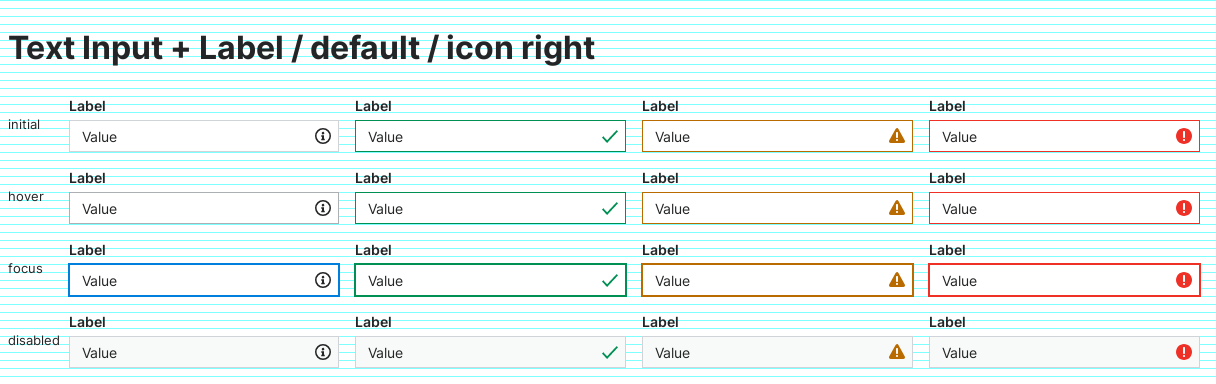 Text Input + Label / default / icon right
Label Label Label Label
initial
Value Value Value Value
Label Label Label Label
hover
Value Value Value Value
Label Label Label Label
focus
Value Value Value Value
Label Label Label Label
disabled
Value Value Value Value